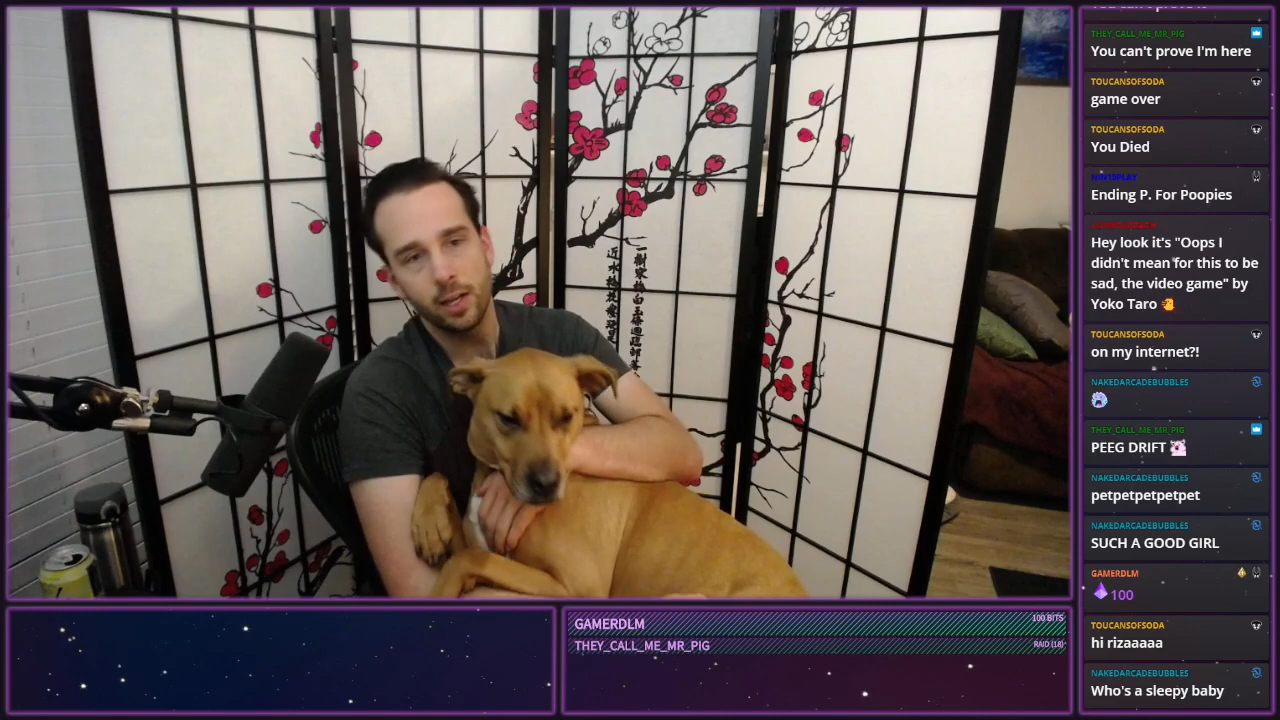 THEY_CALL_ME_MR_PIG
You can't prove I'm here
TOUCANSOFSODA
game over
TOUCANSOFSODA
You Died
Ending P. For Poopies
Hey look it's "Oops I
didn't mean for this to be
sad, the video game" by
Yoko Taro
TOUCANSOFSODA
on my internet?!
NAKEDARCADEBUBBLES
THEY_CALL_ME_MR_PIG
PEEG DRIFT
NAKEDARCADEBUBBLES
petpetpetpetpet
NAKEDARCADEBUBBLES
SUCH A GOOD GIRL
GAMERDLM
100
TOUCANSOFSODA
hi rizaaaaa
NAKEDARCADEBUBBLES
Who's a sleepy baby
GAMERDLM
100 BITS
THEY_CALL_ME_MR_PIG
RAID (18)